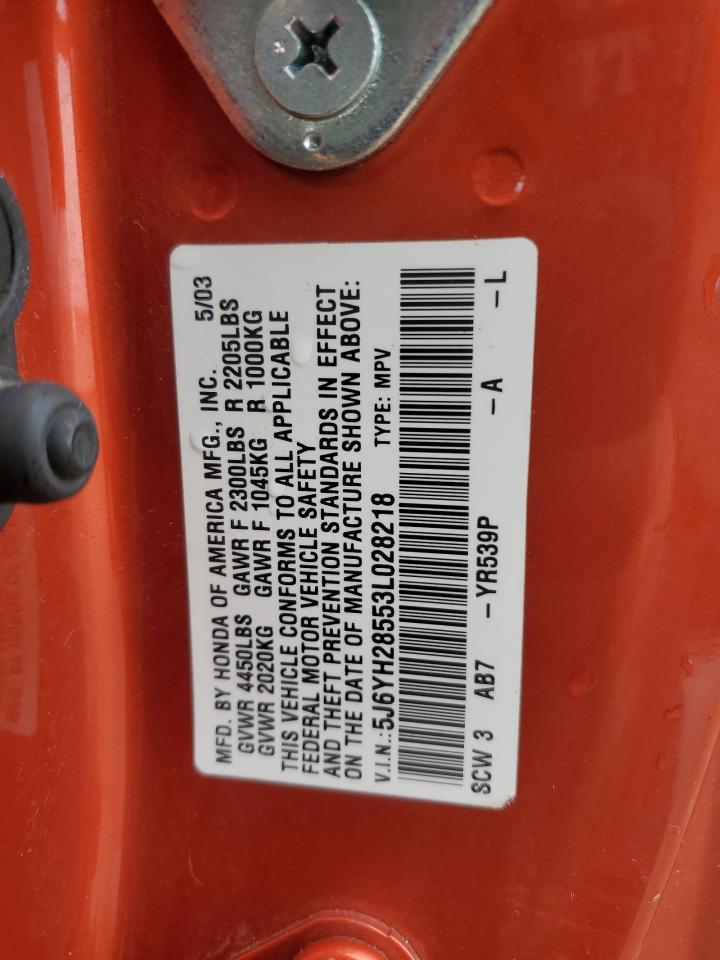 MFD. BY HONDA OF AMERICA MFG., INC. 5/03
GVWR 4450LBS GAWR F 2300LBS R 2205LBS
GVWR 2020KG GAWR F 1045KG R 1000KG
THIS VEHICLE CONFORMS TO ALL APPLICABLE
FEDERAL MOTOR VEHICLE SAFETY
AND THEFT PREVENTION STANDARDS IN EFFECT
ON THE DATE OF MANUFACTURE SHOWN ABOVE:
V.I.N.:5J6YH28553L028218 TYPE: MPV
SCW 3 AB7 -YR539P -A -L